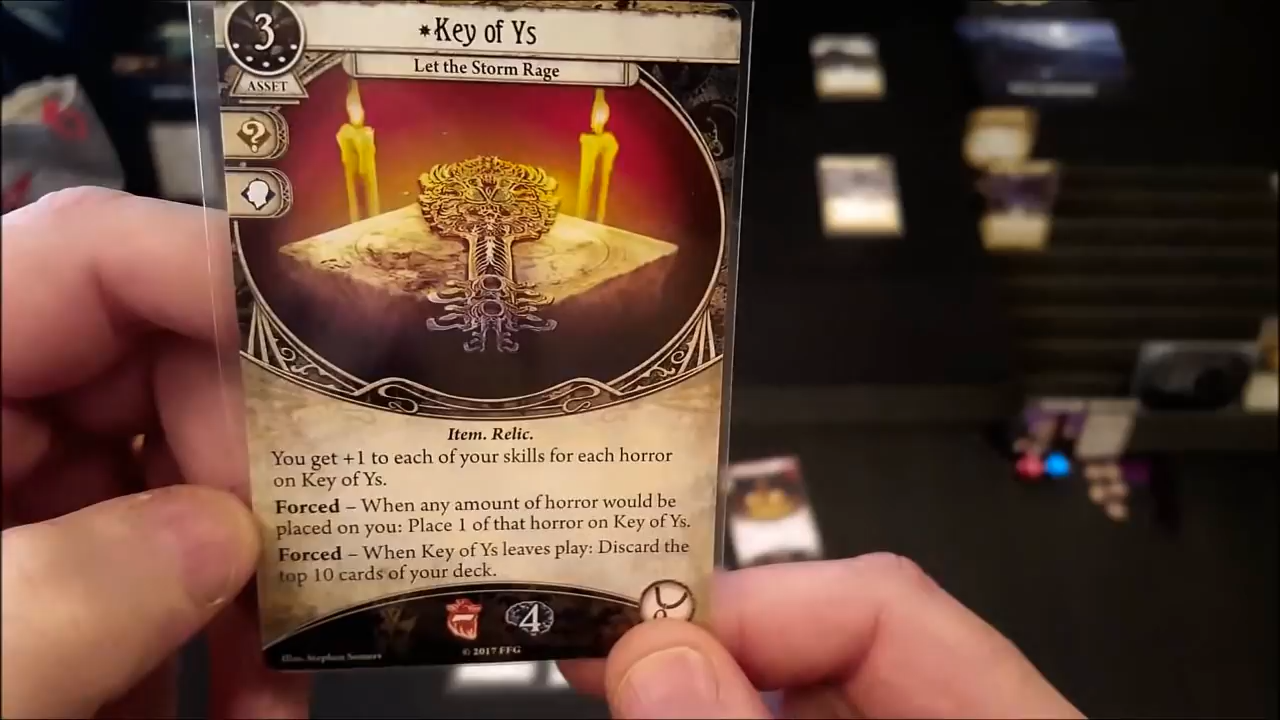 3
*Key of Ys
Let the Storm Rage
ASSET
?
Item. Relic.
You get +1 to each of your skills for each horror
on Key of Ys.
Forced – When any amount of horror would be
placed on you: Place 1 of that horror on Key of Ys.
Forced – When Key of Ys leaves play: Discard the
top 10 cards of your deck.
4
Illus. Stephen Somers
© 2017 FFG